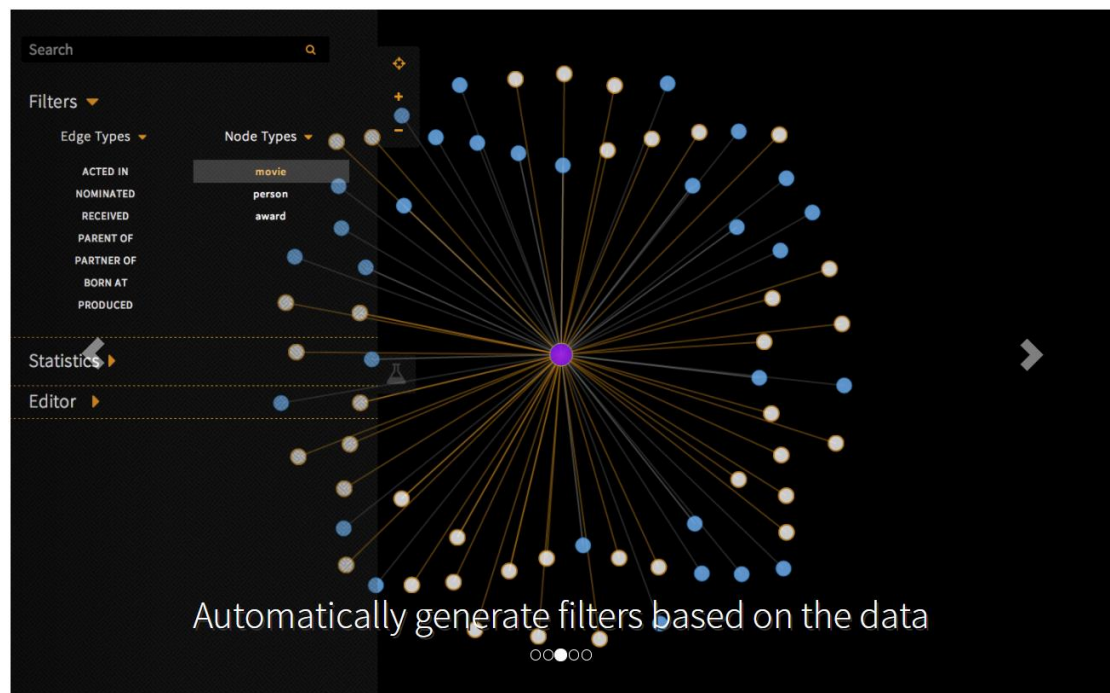 Search
Filters
Edge Types
Node Types
ACTED IN
NOMINATED
RECEIVED
PARENT OF
PARTNER OF
BORN AT
PRODUCED
movie
person
award
Statistics
Editor
Automatically generate filters based on the data